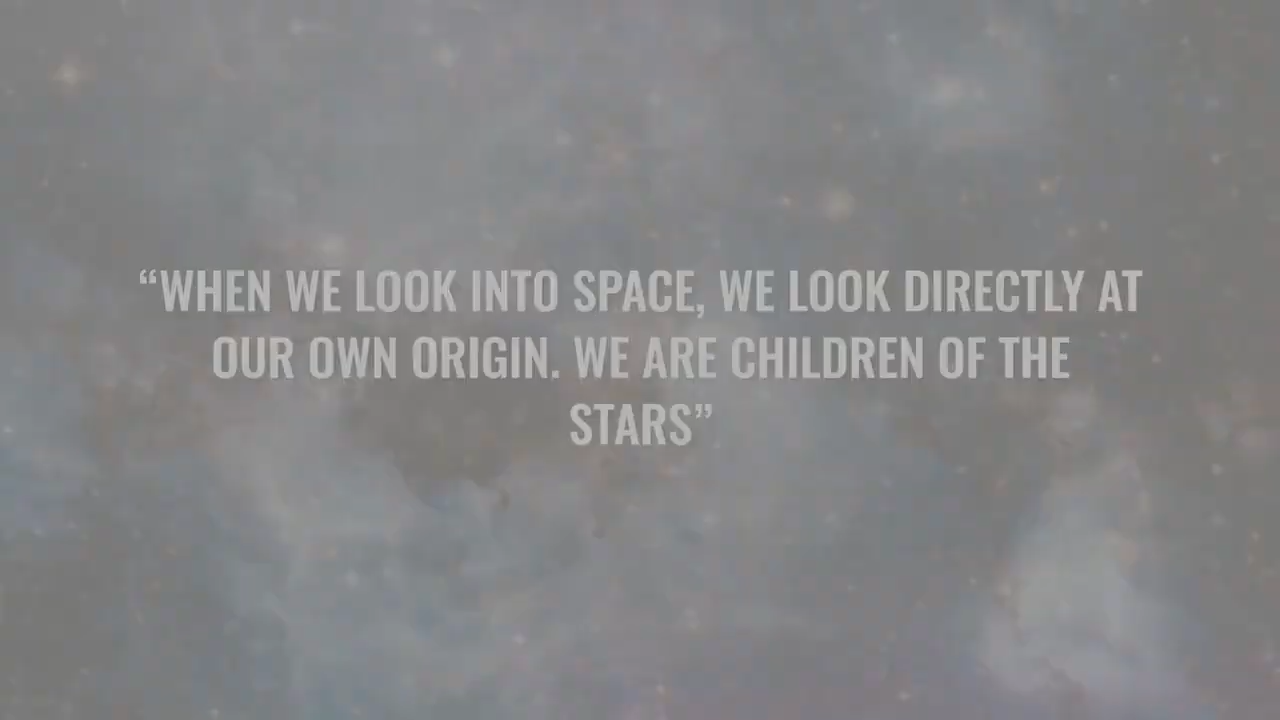 “WHEN WE LOOK INTO SPACE, WE LOOK DIRECTLY AT
OUR OWN ORIGIN. WE ARE CHILDREN OF THE
STARS”